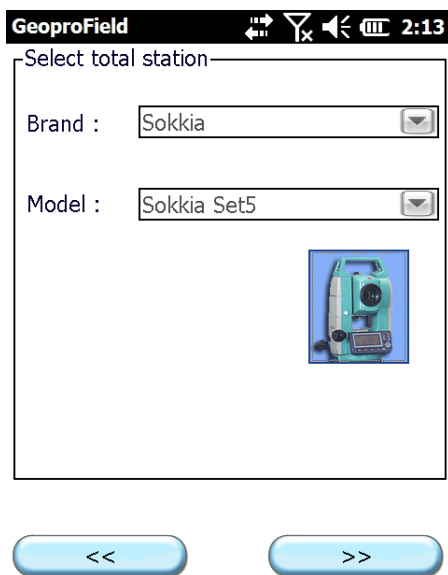 GeoproField 2:13
Select total station
Brand : Sokkia
Model : Sokkia Set5
<< >>